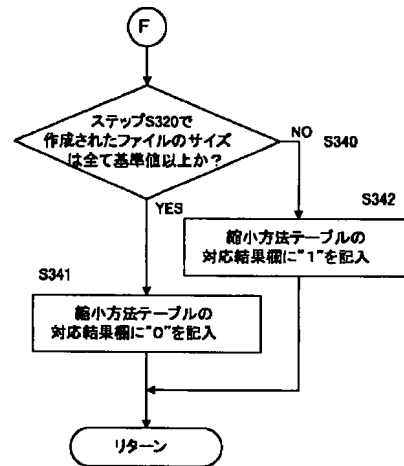 F
ステップS320で
作成されたファイルのサイズ
は全て基準値以上か？
NO
S340
YES
S342
縮小方法テーブルの
対応結果欄に"1"を記入
S341
縮小方法テーブルの
対応結果欄に"0"を記入
リターン